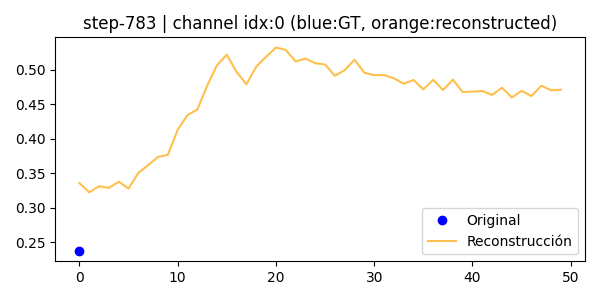 step-783 | channel idx:0 (blue:GT, orange:reconstructed)
0.50
0.45
0.40
0.35
0.30
0.25
Original
Reconstrucción
0 10 20 30 40 50